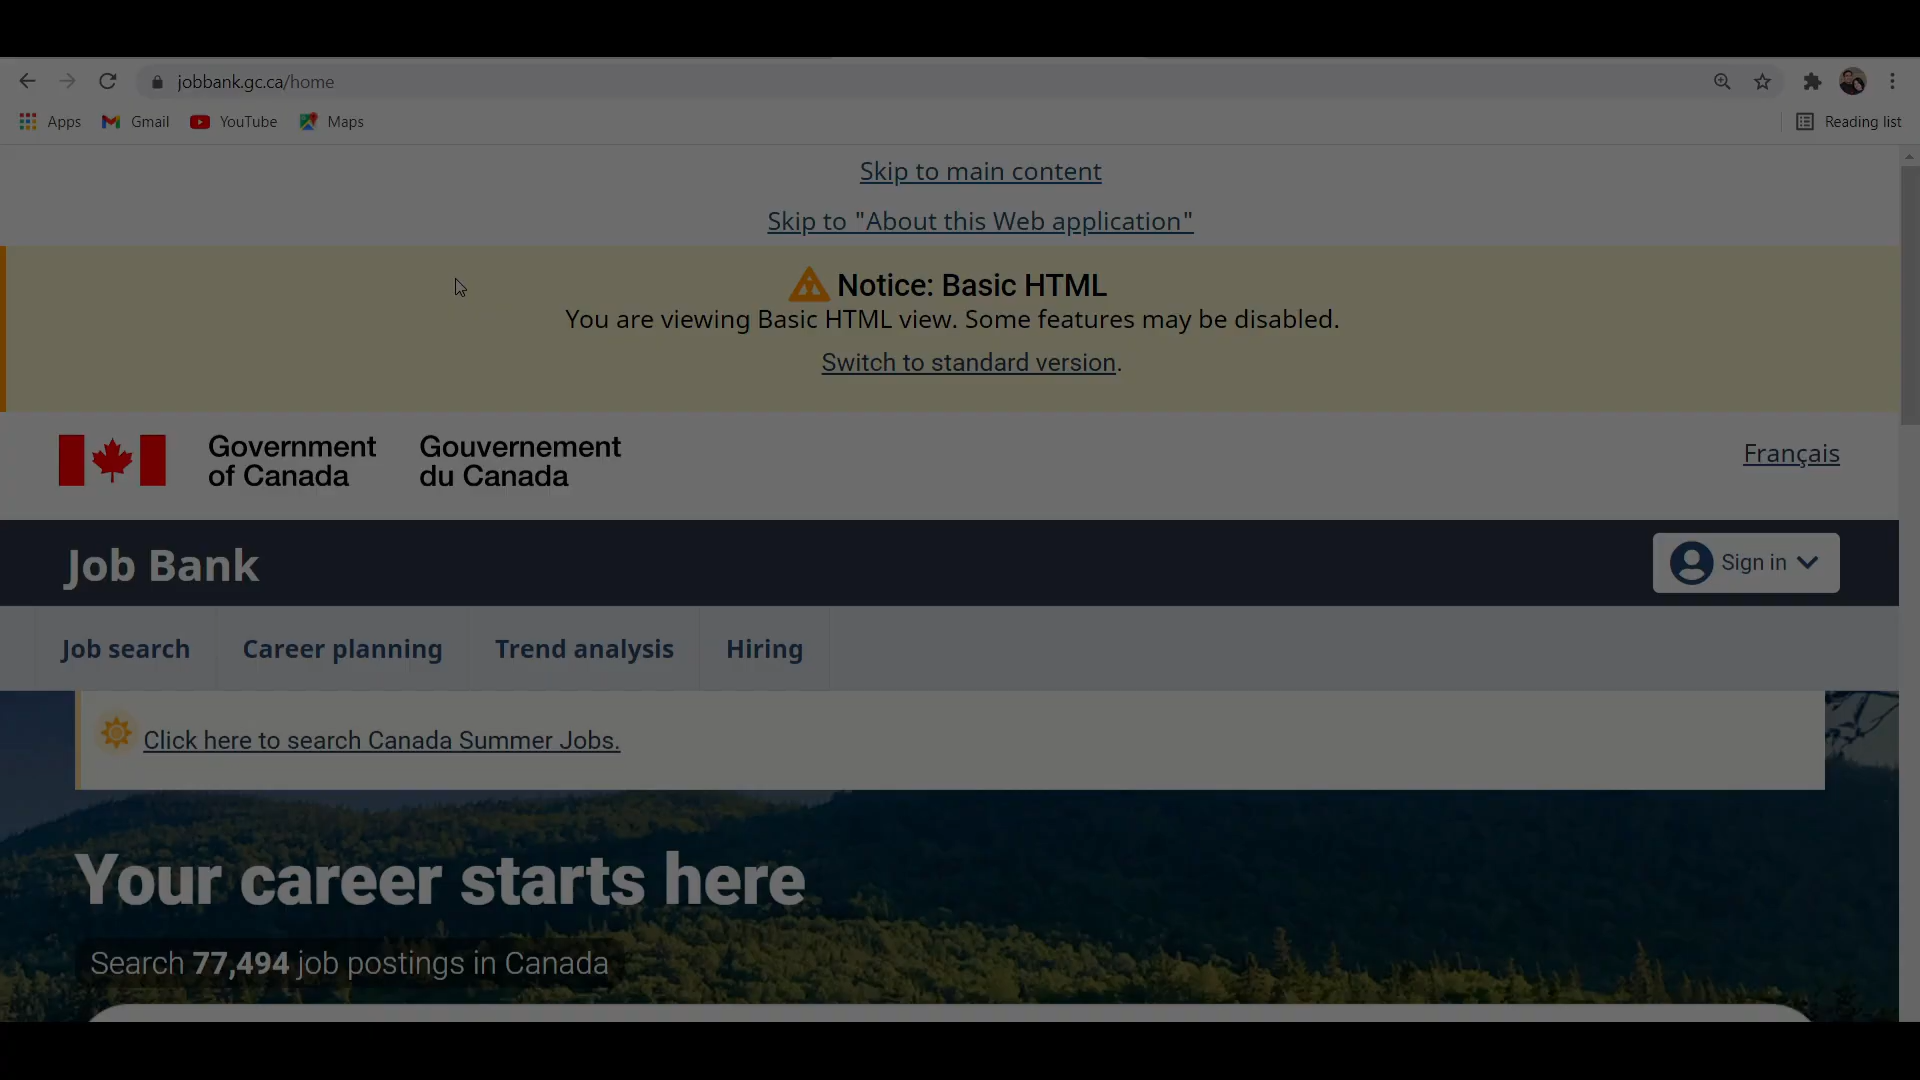 jobbank.gc.ca/home
Apps Gmail YouTube Maps Reading list
Skip to main content
Skip to "About this Web application"
Notice: Basic HTML
You are viewing Basic HTML view. Some features may be disabled.
Switch to standard version.
Government of Canada
Gouvernement du Canada
Français
Job Bank
Sign in
Job search Career planning Trend analysis Hiring
Click here to search Canada Summer Jobs.
Your career starts here
Search 77,494 job postings in Canada